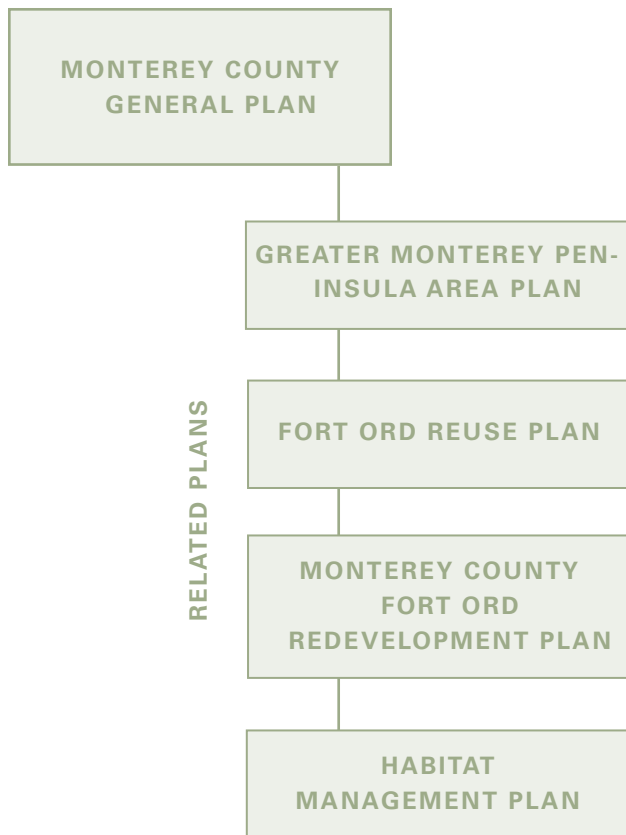 MONTEREY COUNTY
GENERAL PLAN
GREATER MONTEREY PEN-
INSULA AREA PLAN
RELATED PLANS
FORT ORD REUSE PLAN
MONTEREY COUNTY
FORT ORD
REDEVELOPMENT PLAN
HABITAT
MANAGEMENT PLAN